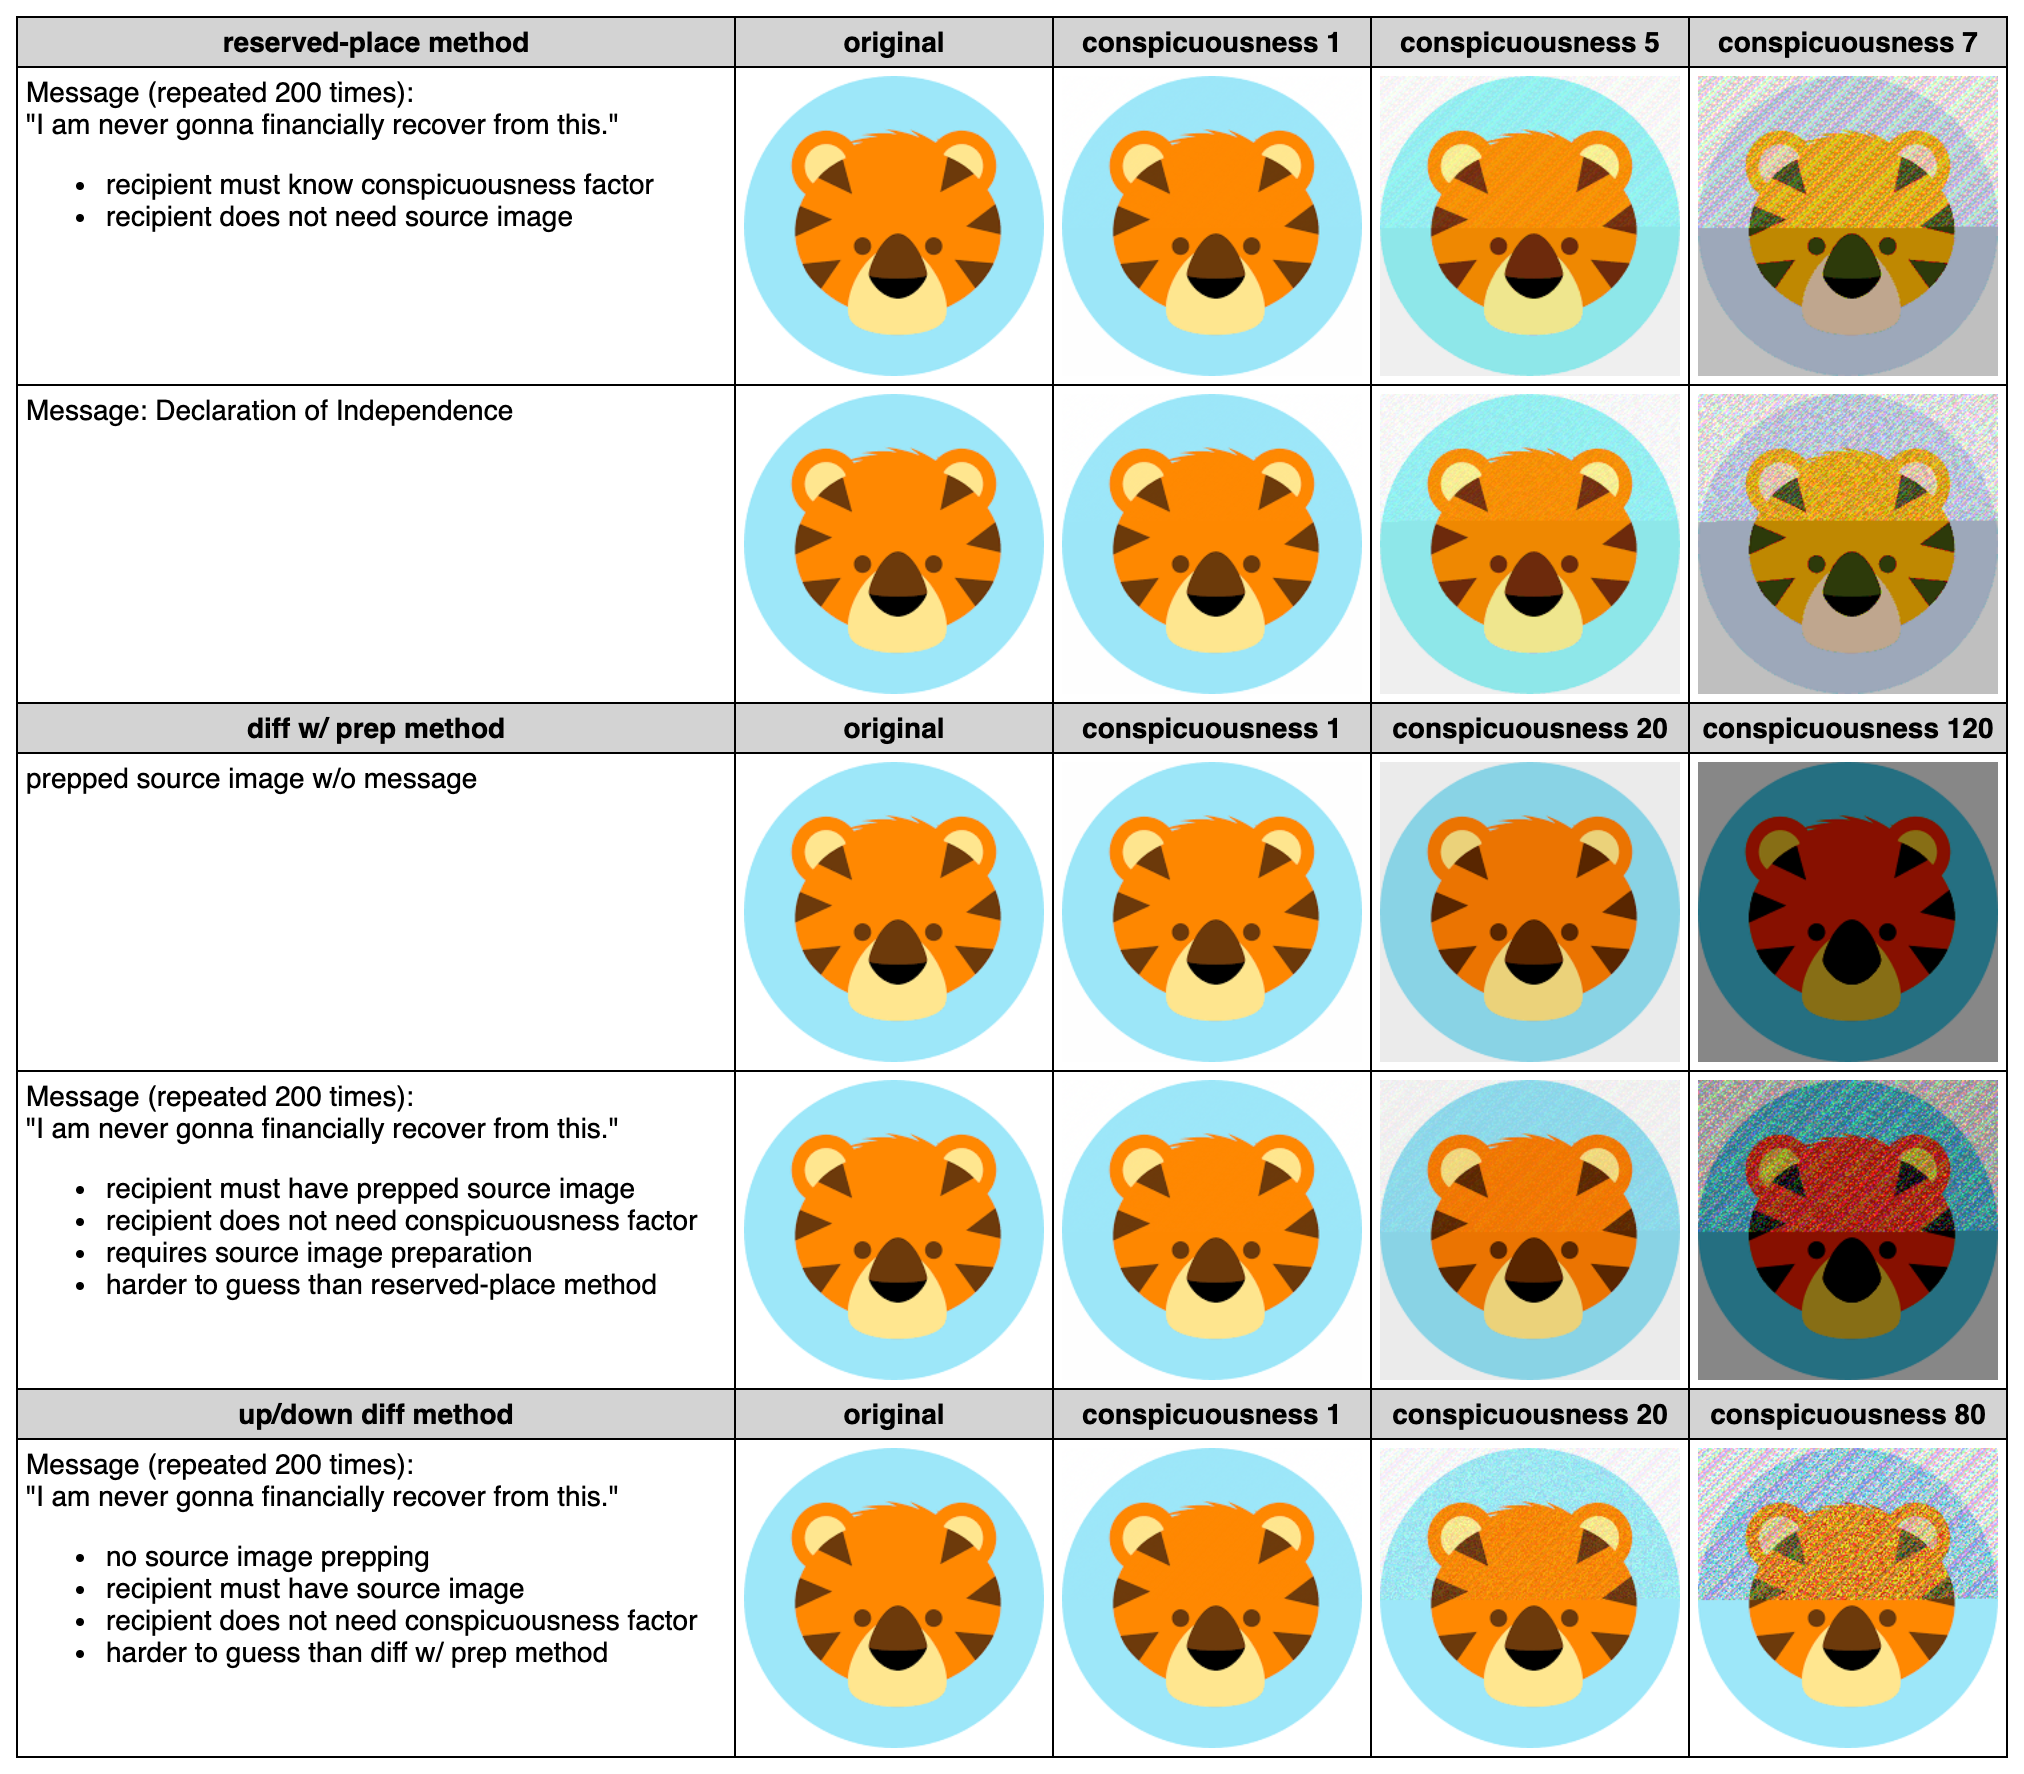 reserved-place method
original
conspicuousness 1
conspicuousness 5
conspicuousness 7
Message (repeated 200 times):
"I am never gonna financially recover from this."
• recipient must know conspicuousness factor
• recipient does not need source image
Message: Declaration of Independence
diff w/ prep method
original
conspicuousness 1
conspicuousness 20
conspicuousness 120
prepped source image w/o message
Message (repeated 200 times):
"I am never gonna financially recover from this."
• recipient must have prepped source image
• recipient does not need conspicuousness factor
• requires source image preparation
• harder to guess than reserved-place method
up/down diff method
original
conspicuousness 1
conspicuousness 20
conspicuousness 80
Message (repeated 200 times):
"I am never gonna financially recover from this."
• no source image prepping
• recipient must have source image
• recipient does not need conspicuousness factor
• harder to guess than diff w/ prep method